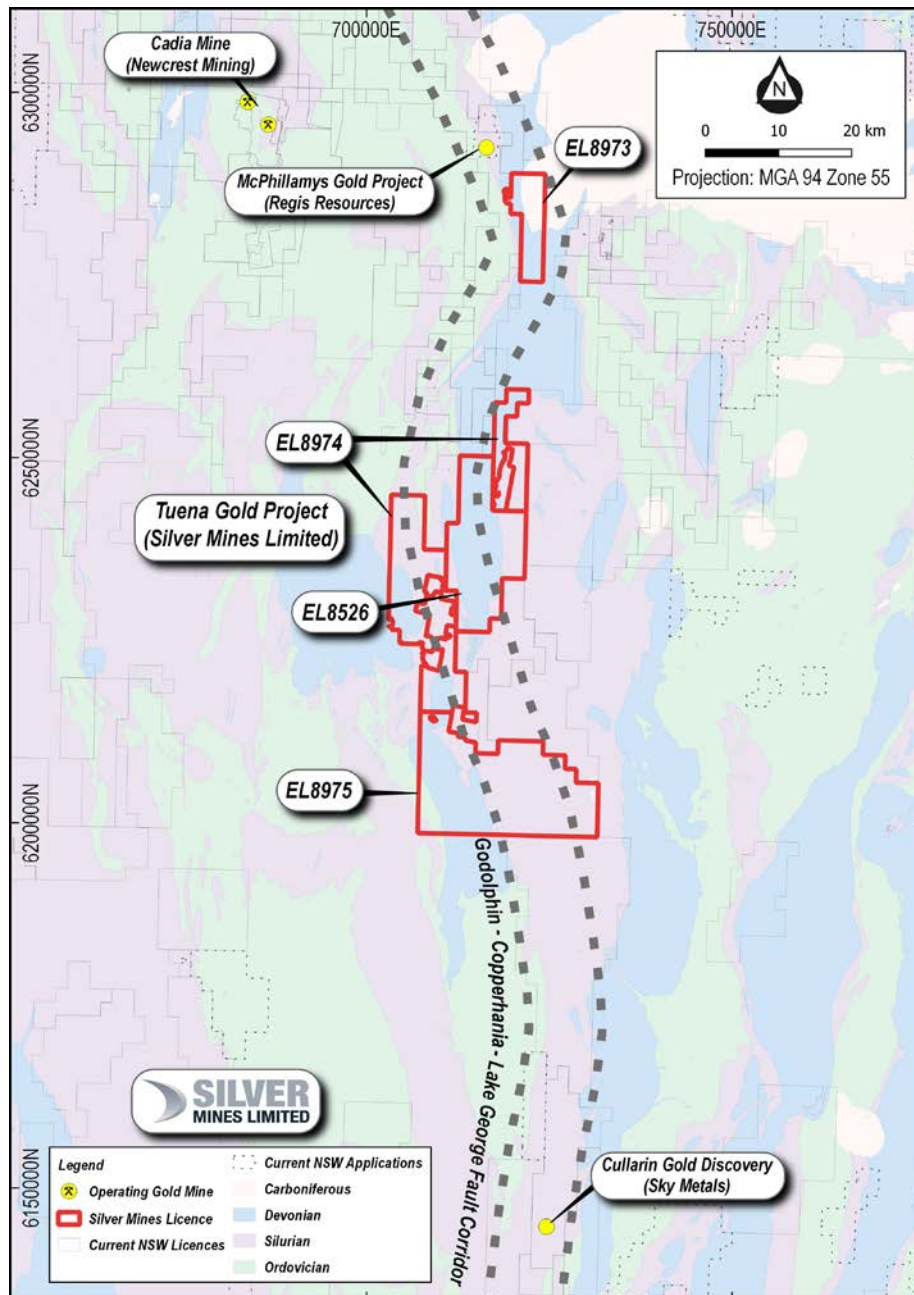 700000E
750000E
Cadia Mine
(Newcrest Mining)
N
0 10 20 km
Projection: MGA 94 Zone 55
6300000N
EL8973
McPhillamys Gold Project
(Regis Resources)
EL8974
6250000N
Tuena Gold Project
(Silver Mines Limited)
EL8526
EL8975
6200000N
Godolphin - Copperhania - Lake George Fault Corridor
SILVER
MINES LIMITED
Legend
Operating Gold Mine
Silver Mines Licence
Current NSW Licences
Current NSW Applications
Carboniferous
Devonian
Silurian
Ordovician
Cullarin Gold Discovery
(Sky Metals)
6150000N